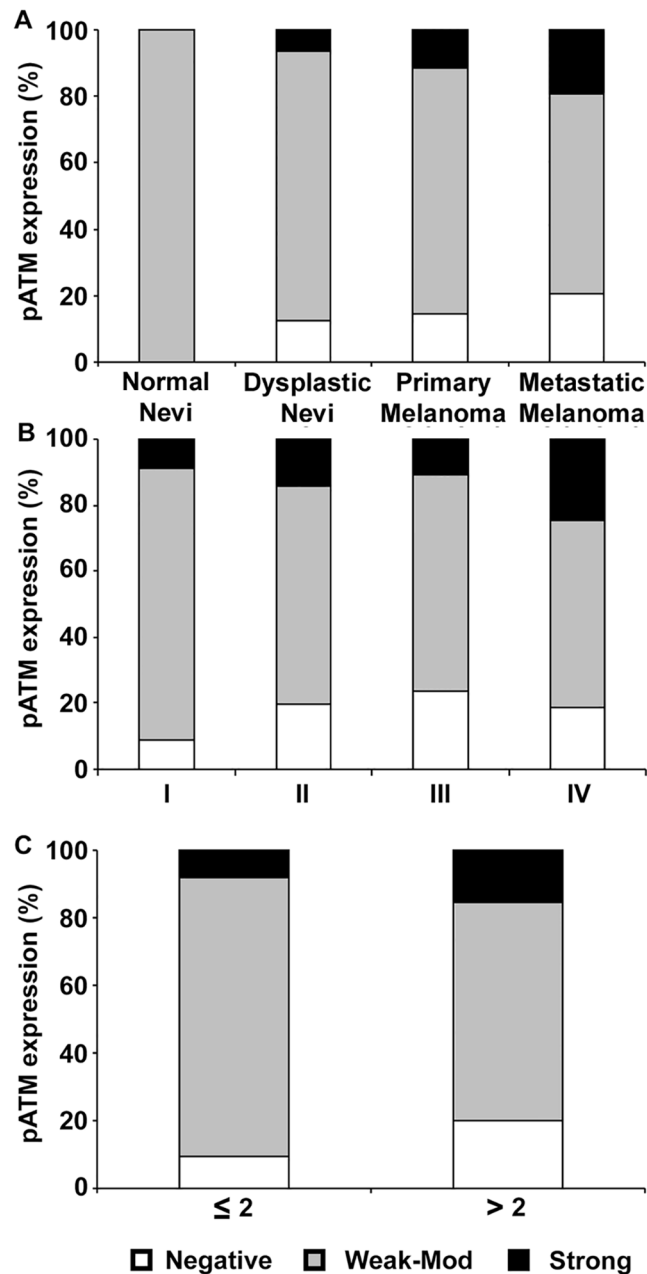 A
pATM expression (%)
100
80
60
40
20
0
Normal Nevi
Dysplastic Nevi
Primary Melanoma
Metastatic Melanoma
B
pATM expression (%)
100
80
60
40
20
0
I II III IV
C
pATM expression (%)
100
80
60
40
20
0
≤ 2 > 2
Negative Weak-Mod Strong